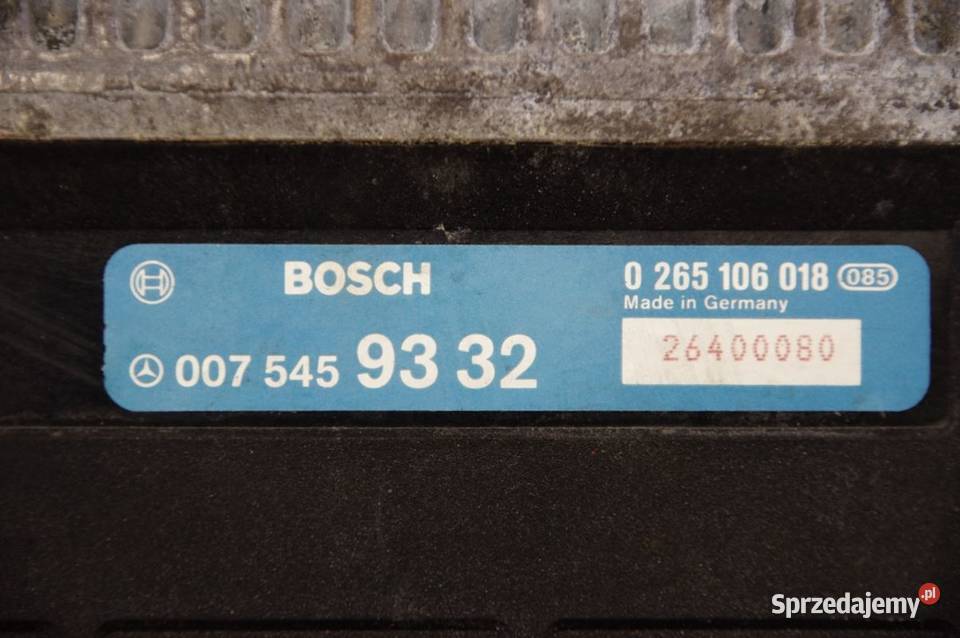 BOSCH
0 265 106 018 085
Made in Germany
007 545 93 32
26400080
Sprzedajemy.pl